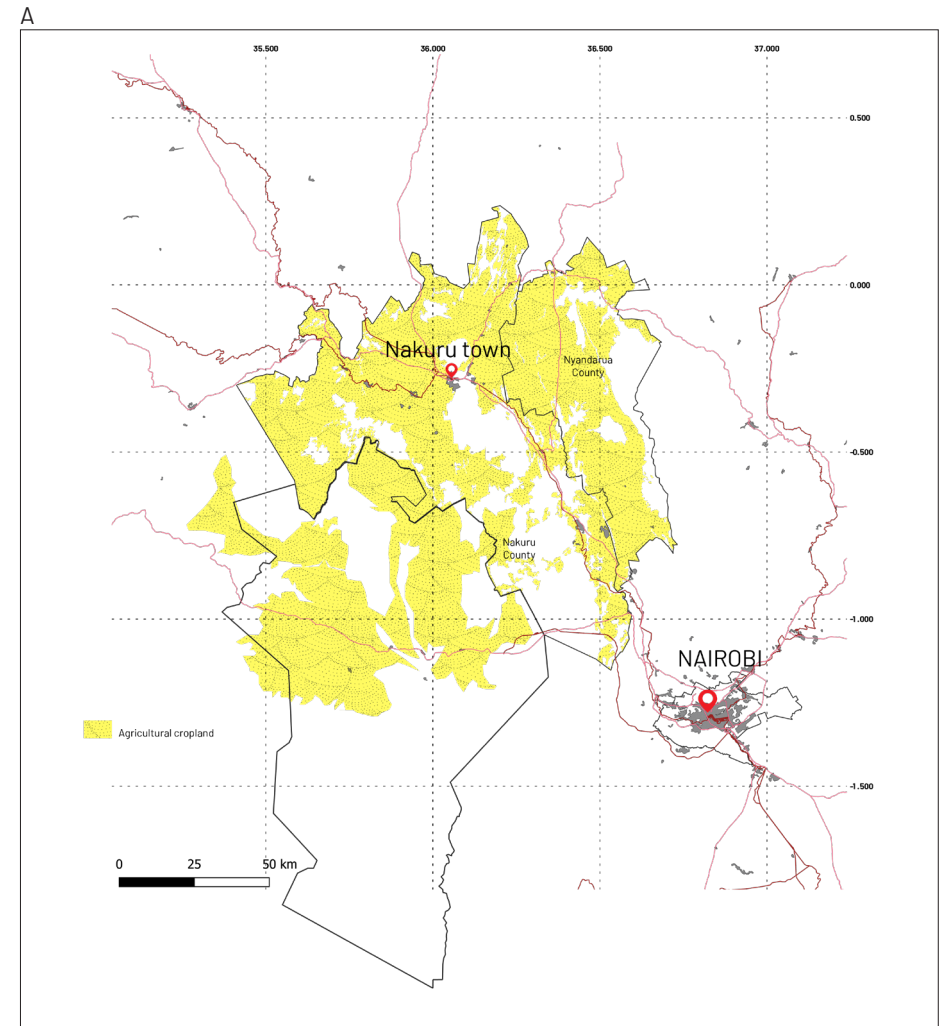 A
35.500
36.000
36.500
37.000
0.500
0.000
Nakuru town
Nyandarua
County
-0.500
Nakuru
County
-1.000
NAIROBI
Agricultural cropland
-1.500
0
25
50 km